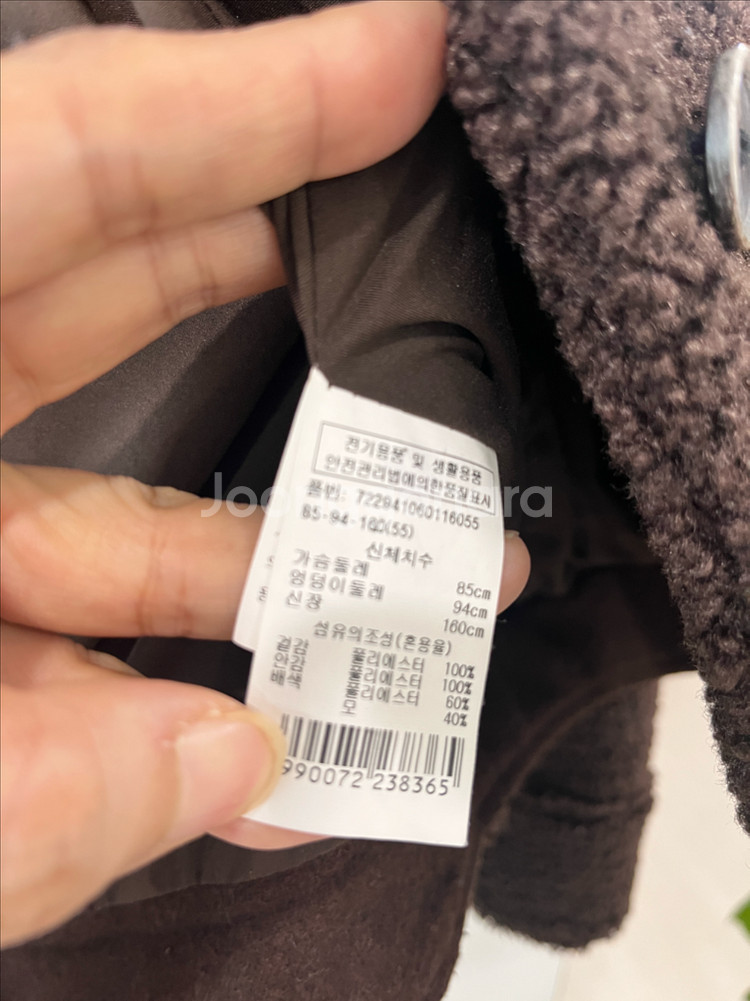 전기용품 및 생활용품
안전관리법에의한품질표시
품번: 722941060116055
85-94-160(55)
신체치수
가슴둘레 85cm
엉덩이둘레 94cm
신장 160cm
섬유의조성(혼용율)
겉감 폴리에스터 100%
안감 폴리에스터 100%
배색 폴리에스터 60%
모 40%
990072 238365